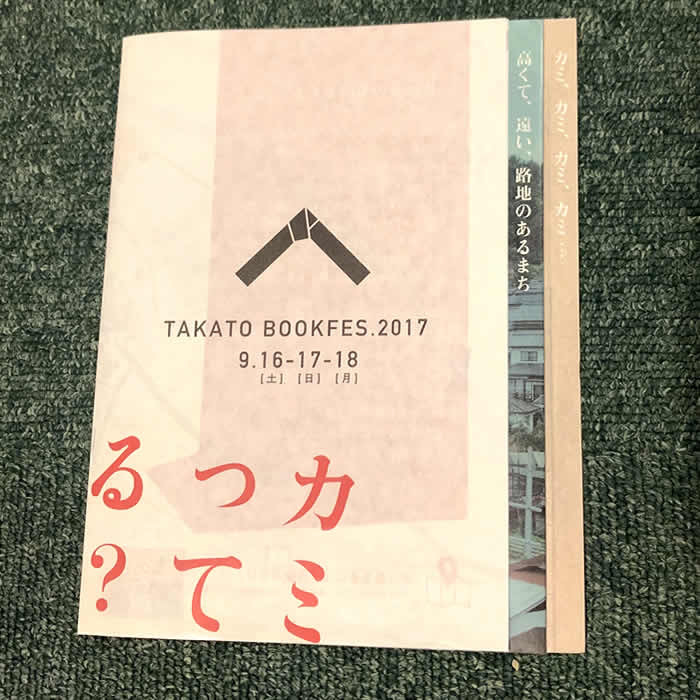 TAKATO BOOKFES.2017
9.16-17-18
[土] [日] [月]
カミ
って
る?
高くて、遠い、路地のあるまち
カミ、カミ、カミ、カミ…